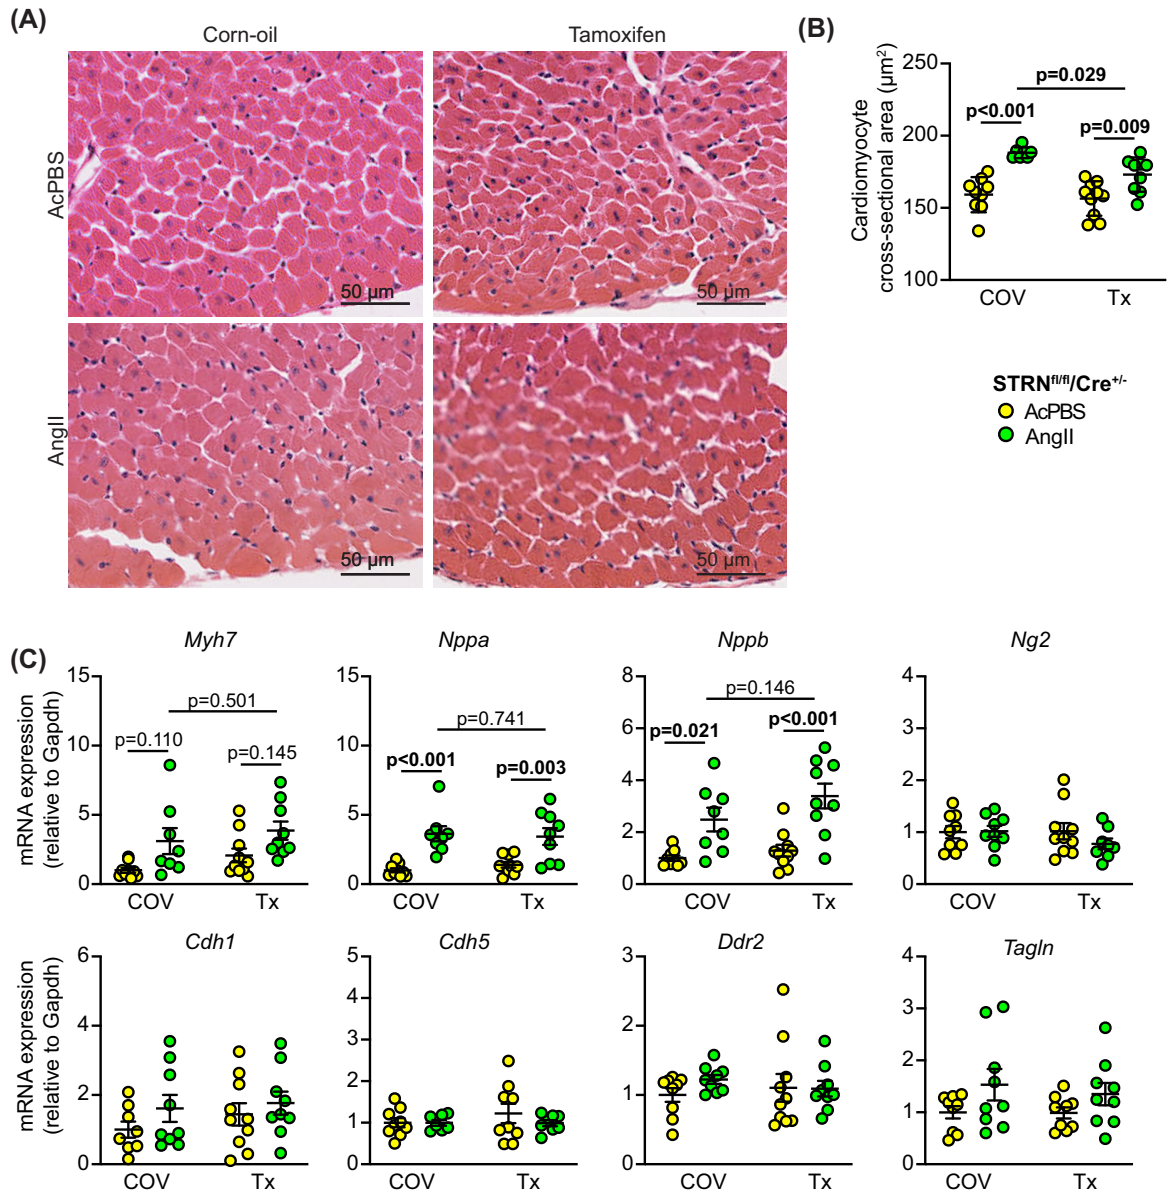 (A)
Corn-oil
Tamoxifen
AcPBS
50 µm
50 µm
AngII
50 µm
50 µm
(B)
Cardiomyocyte
cross-sectional area (µm²)
250
200
150
100
p=0.029
p<0.001
p=0.009
COV
Tx
STRNfl/fl/Cre+/-
AcPBS
AngII
(C)
mRNA expression
(relative to Gapdh)
Myh7
15
10
5
0
p=0.501
p=0.110
p=0.145
COV
Tx
Nppa
15
10
5
0
p=0.741
p<0.001
p=0.003
COV
Tx
Nppb
8
6
4
2
0
p=0.146
p=0.021
p<0.001
COV
Tx
Ng2
4
3
2
1
0
COV
Tx
mRNA expression
(relative to Gapdh)
Cdh1
6
4
2
0
COV
Tx
Cdh5
5
4
3
2
1
0
COV
Tx
Ddr2
3
2
1
0
COV
Tx
Tagln
4
3
2
1
0
COV
Tx